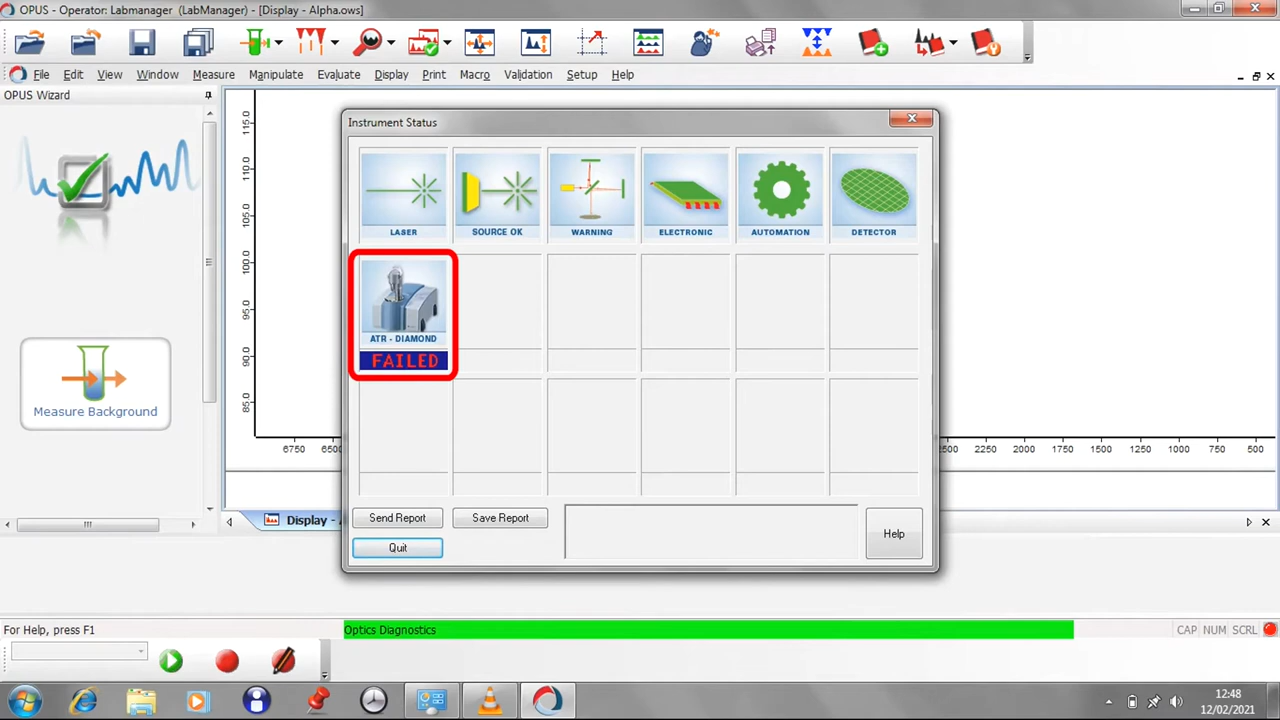 OPUS - Operator: Labmanager (LabManager) - [Display - Alpha.ows]
File Edit View Window Measure Manipulate Evaluate Display Print Macro Validation Setup Help
OPUS Wizard
Measure Background
115.0
110.0
105.0
100.0
95.0
90.0
85.0
Instrument Status
LASER SOURCE OK WARNING ELECTRONIC AUTOMATION DETECTOR
ATR - DIAMOND
FAILED
Send Report Save Report
Quit
Help
6750 2250 2000 1750 1500 1250 1000 750 500
Display -
For Help, press F1
Optics Diagnostics
CAP NUM SCRL
12:48
12/02/2021